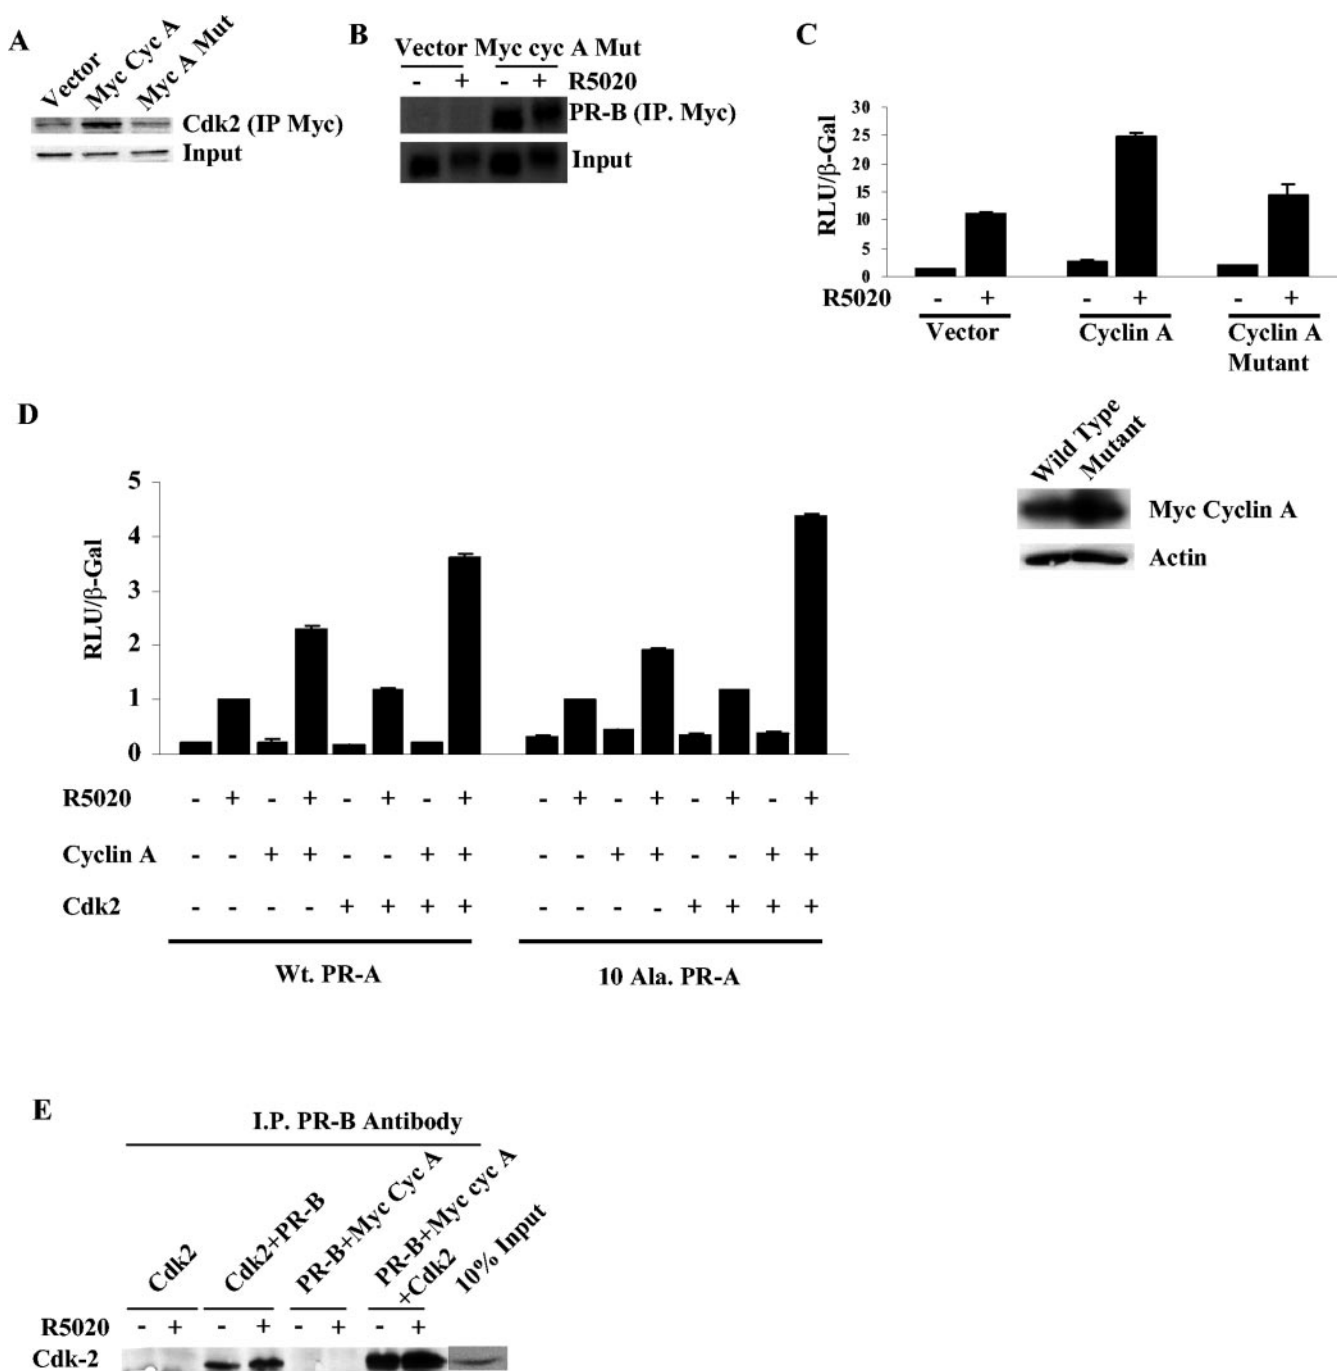 A
Vector
Myc Cyc A
Myc A Mut
Cdk2 (IP Myc)
Input
B
Vector Myc cyc A Mut
- + - + R5020
PR-B (IP. Myc)
Input
C
RLU/β-Gal
30
25
20
15
10
5
0
R5020 - + - + - +
Vector Cyclin A Cyclin A
Mutant
Wild Type
Mutant
Myc Cyclin A
Actin
D
RLU/β-Gal
5
4
3
2
1
0
R5020 - + - + - + - + - + - + - + - +
Cyclin A - - + + - - + + - - + + - - + +
Cdk2 - - - - + + + + - - - - + + + +
Wt. PR-A 10 Ala. PR-A
E
I.P. PR-B Antibody
Cdk2
Cdk2+PR-B
PR-B+Myc Cyc A
PR-B+Myc cyc A
+Cdk2
10% Input
R5020 - + - + - + - +
Cdk-2